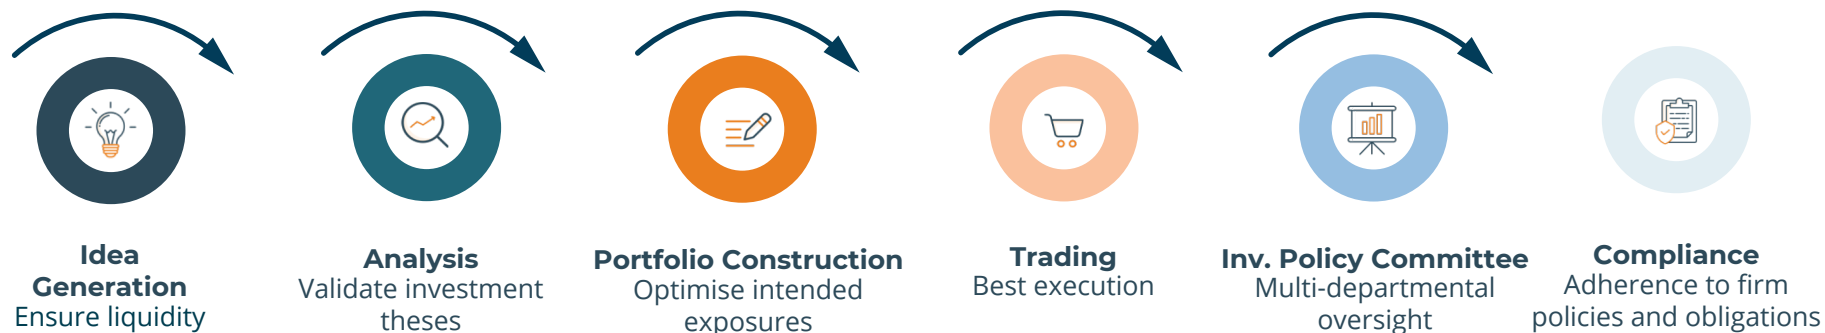 Idea
Generation
Ensure liquidity
Analysis
Validate investment
theses
Portfolio Construction
Optimise intended
exposures
Trading
Best execution
Inv. Policy Committee
Multi-departmental
oversight
Compliance
Adherence to firm
policies and obligations